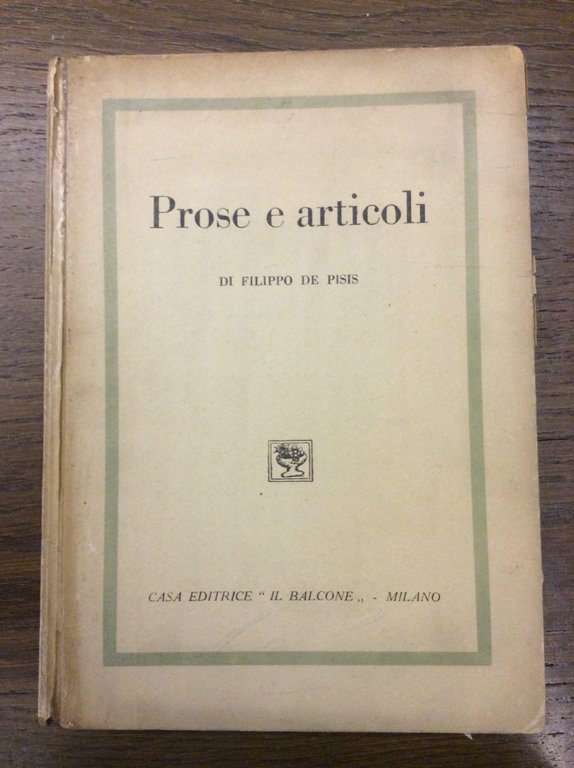 Prose e articoli
DI FILIPPO DE PISIS
CASA EDITRICE “ IL BALCONE „ - MILANO